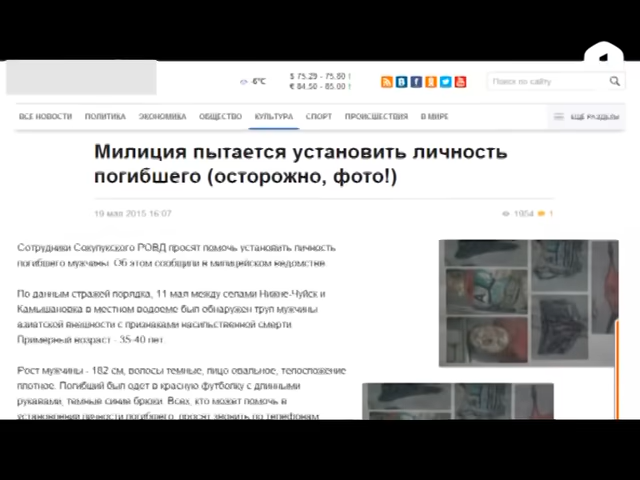 -6°C
$ 75.29 - 75.80 !
€ 84.50 - 85.00 !
Поиск по сайту
ВСЕ НОВОСТИ ПОЛИТИКА ЭКОНОМИКА ОБЩЕСТВО КУЛЬТУРА СПОРТ ПРОИСШЕСТВИЯ В МИРЕ ЕЩЕ РАЗДЕЛЫ
Милиция пытается установить личность
погибшего (осторожно, фото!)
19 мая 2015 16:07
1954 1
Сотрудники Сокулукского РОВД просят помочь установить личность
погибшего мужчины. Об этом сообщили в милицейском ведомстве.
По данным стражей порядка, 11 мая между селами Нижне-Чуйск и
Камышановка в местном водоеме был обнаружен труп мужчины
азиатской внешности с признаками насильственной смерти.
Примерный возраст - 35-40 лет.
Рост мужчины - 182 см, волосы темные, лицо овальное, телосложение
плотное. Погибший был одет в красную футболку с длинными
рукавами, темные синие брюки. Всех, кто может помочь в
установлении личности погибшего, просят звонить по телефонам